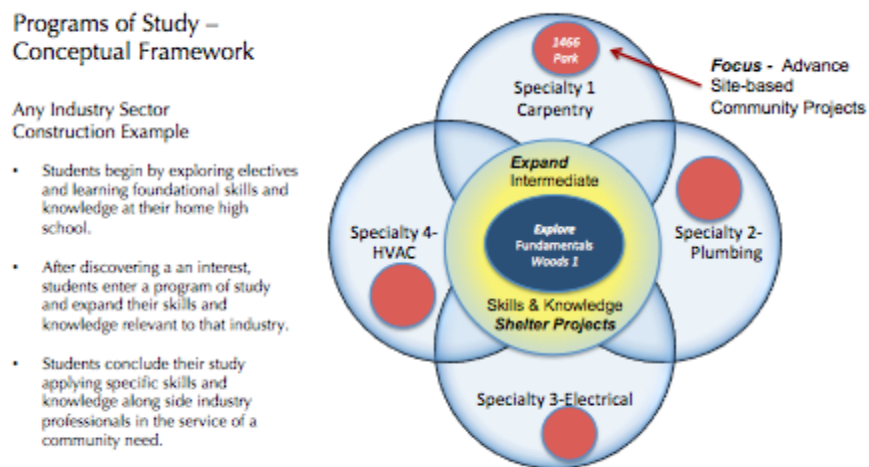 Programs of Study –
Conceptual Framework
Any Industry Sector
Construction Example
• Students begin by exploring electives
and learning foundational skills and
knowledge at their home high
school.
• After discovering a an interest,
students enter a program of study
and expand their skills and
knowledge relevant to that industry.
• Students conclude their study
applying specific skills and
knowledge along side industry
professionals in the service of a
community need.
1466
Park
Specialty 1
Carpentry
Focus - Advance
Site-based
Community Projects
Expand
Intermediate
Explore
Fundamentals
Woods 1
Specialty 4-
HVAC
Specialty 2-
Plumbing
Skills & Knowledge
Shelter Projects
Specialty 3-Electrical